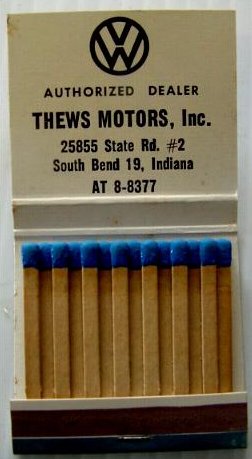 VW
AUTHORIZED DEALER
THEWS MOTORS, Inc.
25855 State Rd. #2
South Bend 19, Indiana
AT 8-8377